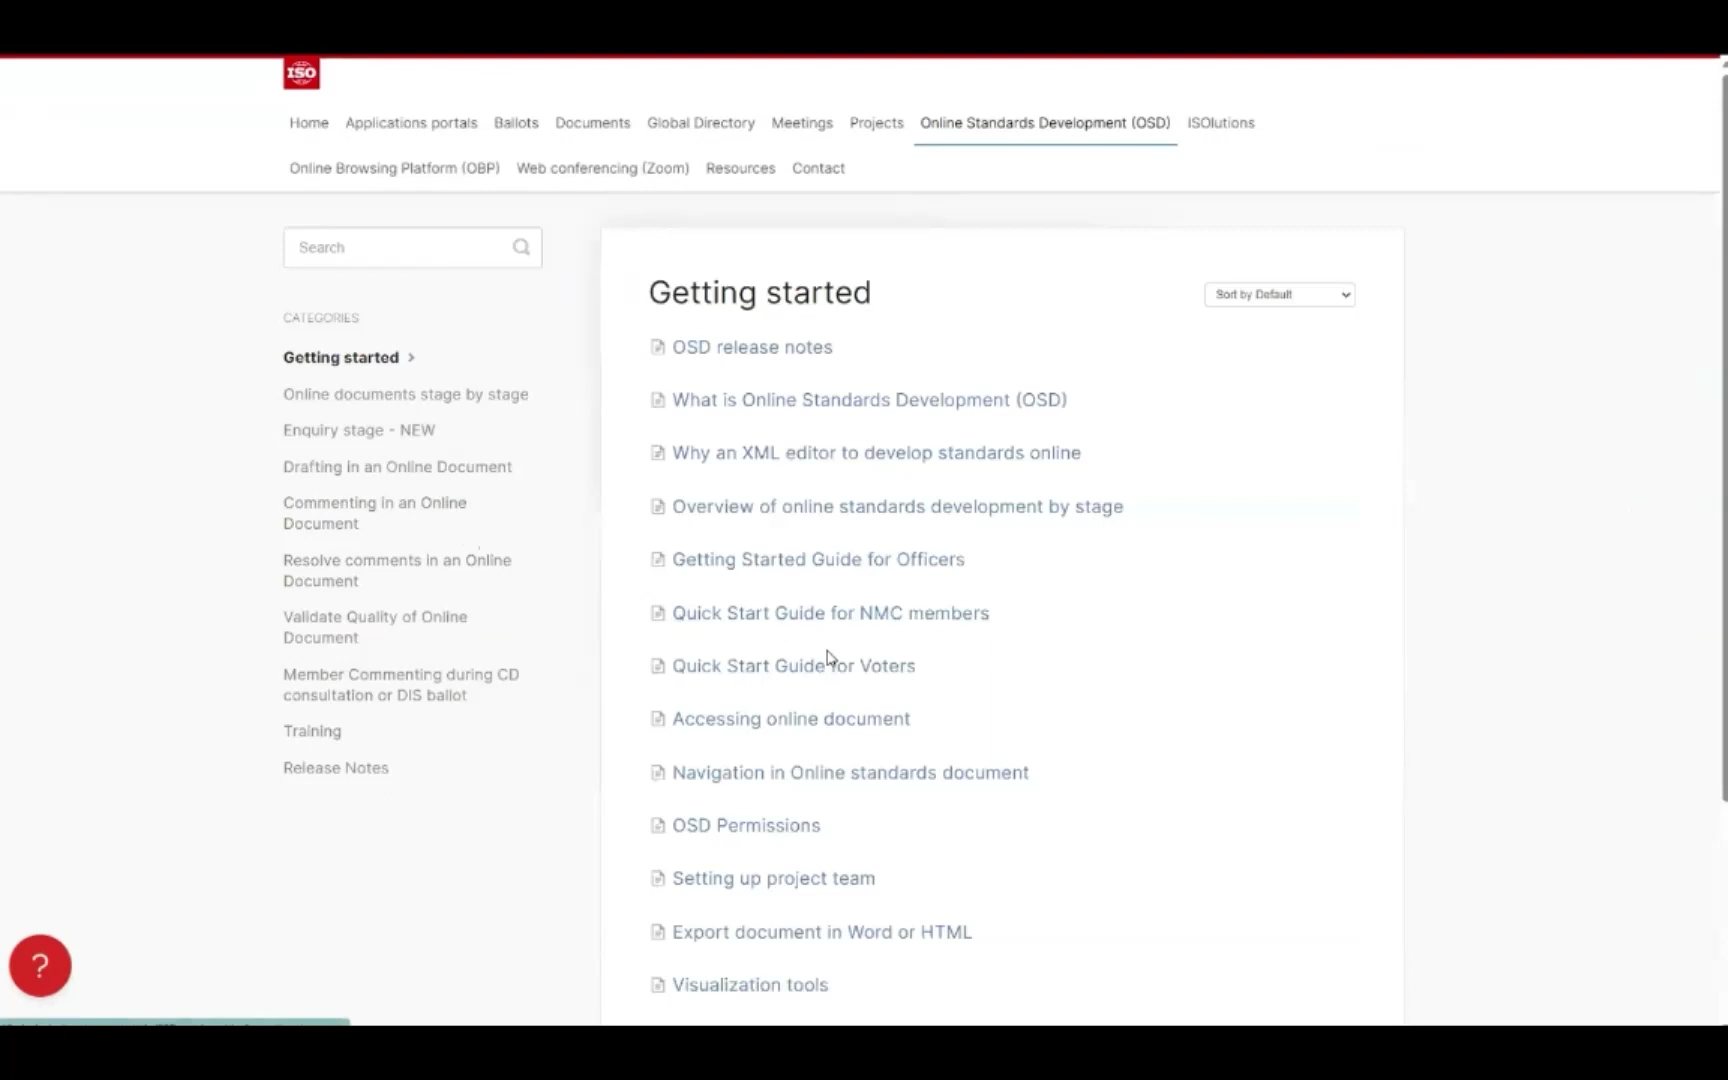 ISO
Home Applications portals Ballots Documents Global Directory Meetings Projects Online Standards Development (OSD) ISOlutions
Online Browsing Platform (OBP) Web conferencing (Zoom) Resources Contact
Search
CATEGORIES
Getting started
Online documents stage by stage
Enquiry stage - NEW
Drafting in an Online Document
Commenting in an Online
Document
Resolve comments in an Online
Document
Validate Quality of Online
Document
Member Commenting during CD
consultation or DIS ballot
Training
Release Notes
Getting started
Sort by Default
OSD release notes
What is Online Standards Development (OSD)
Why an XML editor to develop standards online
Overview of online standards development by stage
Getting Started Guide for Officers
Quick Start Guide for NMC members
Quick Start Guide for Voters
Accessing online document
Navigation in Online standards document
OSD Permissions
Setting up project team
Export document in Word or HTML
Visualization tools
?